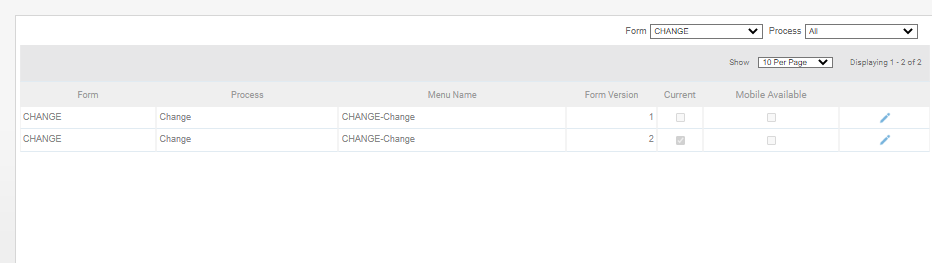 Form CHANGE Process All
Show 10 Per Page Displaying 1 - 2 of 2
Form Process Menu Name Form Version Current Mobile Available
CHANGE Change CHANGE-Change 1
CHANGE Change CHANGE-Change 2